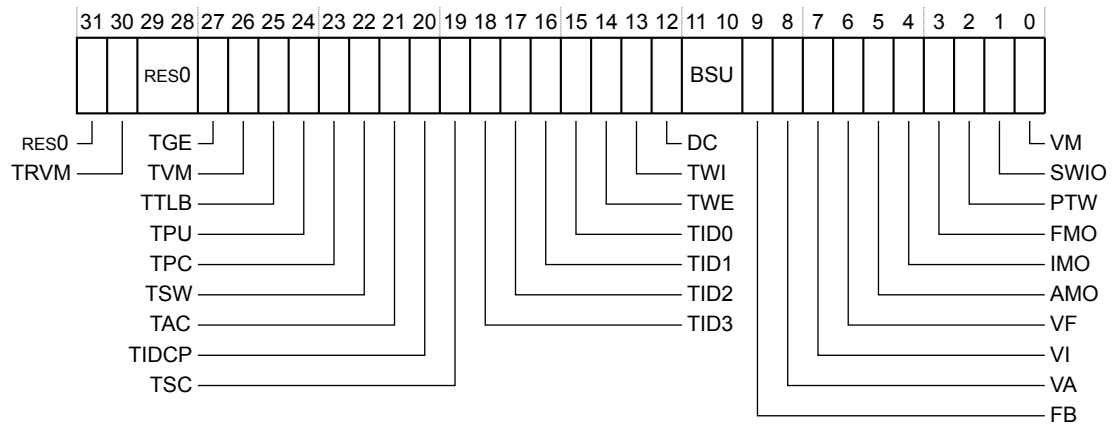 31 30 29 28 27 26 25 24 23 22 21 20 19 18 17 16 15 14 13 12 11 10 9 8 7 6 5 4 3 2 1 0
RES0 BSU
RES0 TGE DC VM
TRVM TVM TWI SWIO
TTLB TWE PTW
TPU TID0 FMO
TPC TID1 IMO
TSW TID2 AMO
TAC TID3 VF
TIDCP VI
TSC VA
FB